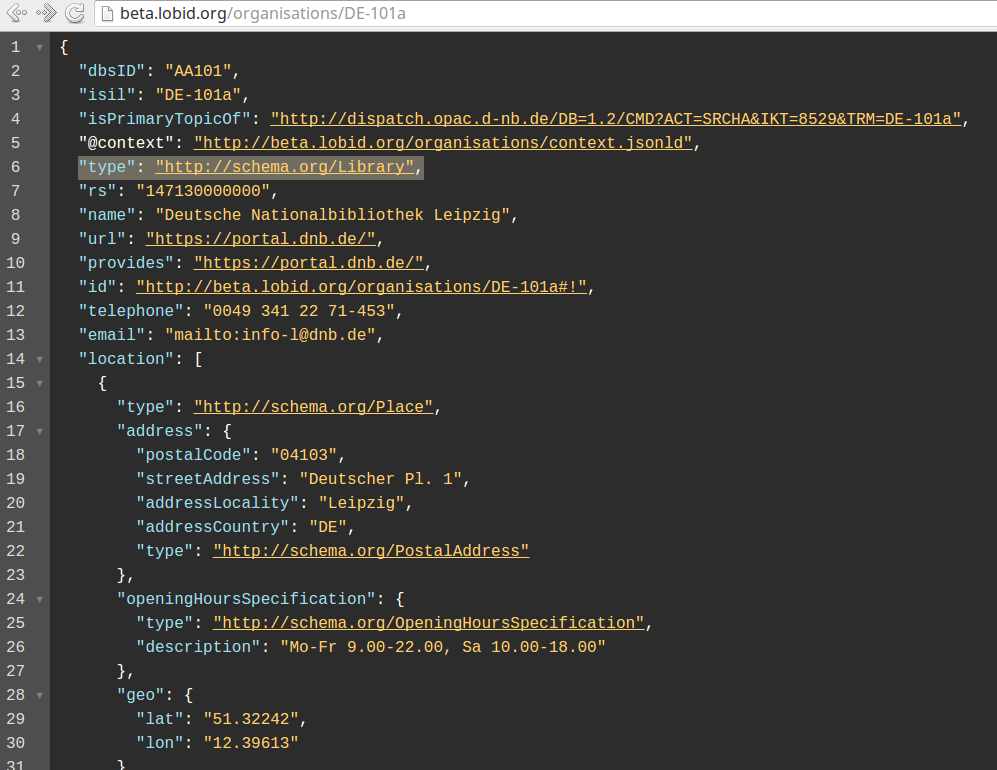 beta.lobid.org/organisations/DE-101a
1 {
2 "dbsID": "AA101",
3 "isil": "DE-101a",
4 "isPrimaryTopicOf": "http://dispatch.opac.d-nb.de/DB=1.2/CMD?ACT=SRCHA&IKT=8529&TRM=DE-101a",
5 "@context": "http://beta.lobid.org/organisations/context.jsonld",
6 "type": "http://schema.org/Library",
7 "rs": "147130000000",
8 "name": "Deutsche Nationalbibliothek Leipzig",
9 "url": "https://portal.dnb.de/",
10 "provides": "https://portal.dnb.de/",
11 "id": "http://beta.lobid.org/organisations/DE-101a#!",
12 "telephone": "0049 341 22 71-453",
13 "email": "mailto:info-l@dnb.de",
14 "location": [
15 {
16 "type": "http://schema.org/Place",
17 "address": {
18 "postalCode": "04103",
19 "streetAddress": "Deutscher Pl. 1",
20 "addressLocality": "Leipzig",
21 "addressCountry": "DE",
22 "type": "http://schema.org/PostalAddress"
23 },
24 "openingHoursSpecification": {
25 "type": "http://schema.org/OpeningHoursSpecification",
26 "description": "Mo-Fr 9.00-22.00, Sa 10.00-18.00"
27 },
28 "geo": {
29 "lat": "51.32242",
30 "lon": "12.39613"
31 }